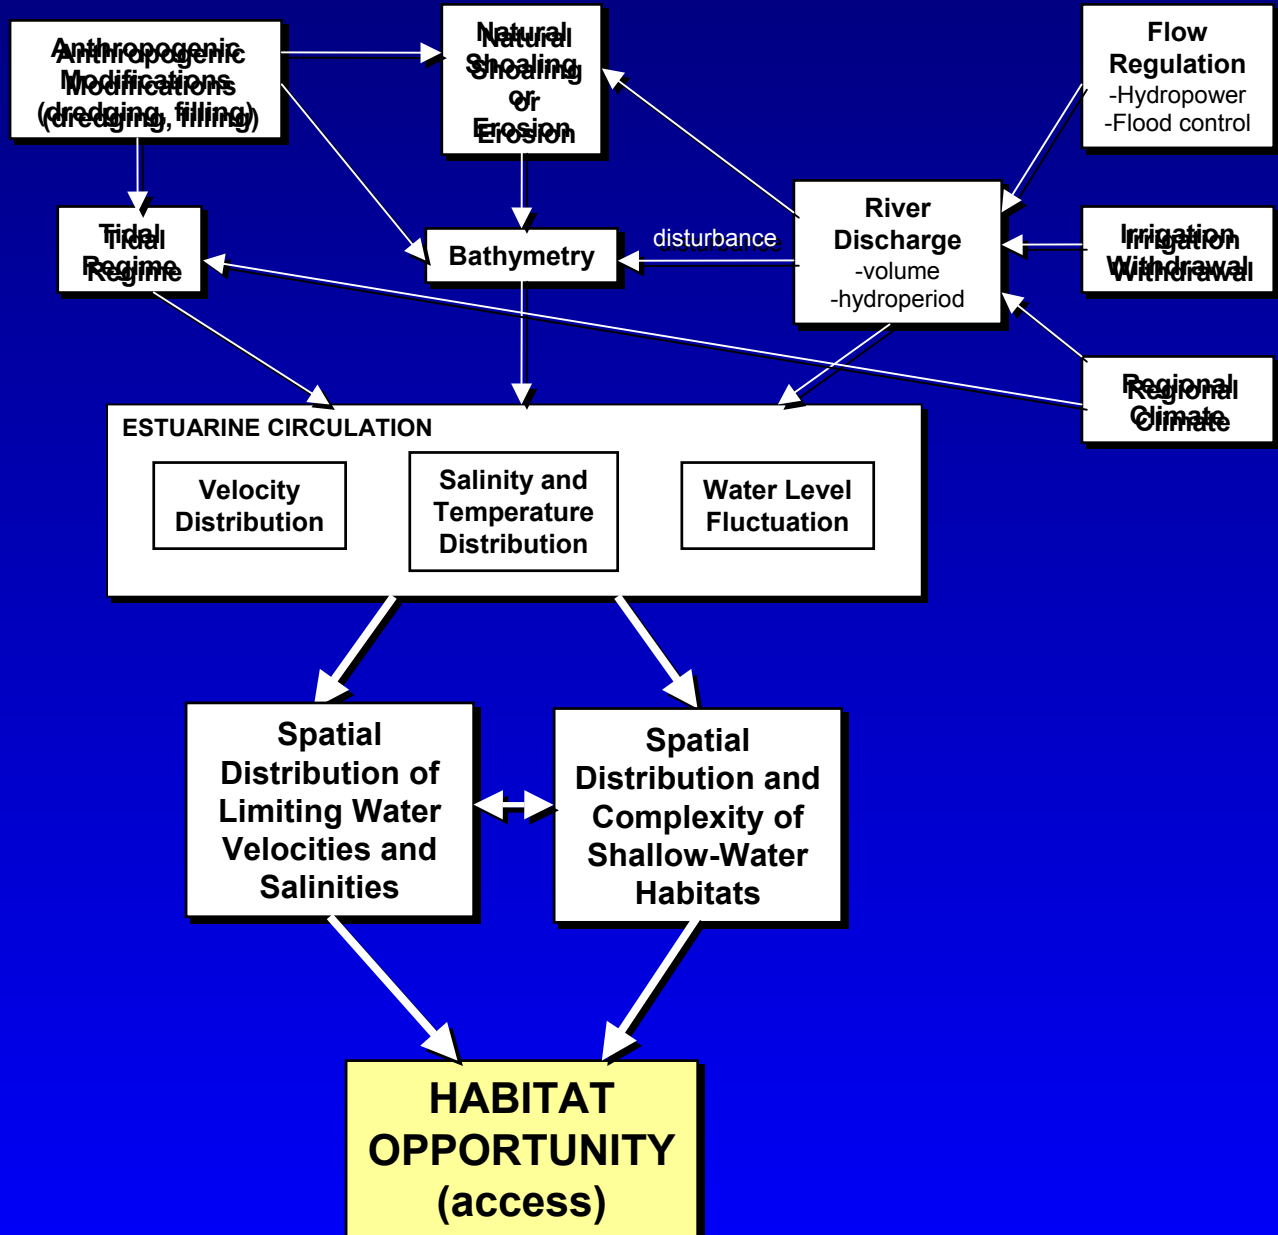 Anthropogenic
Modifications
(dredging, filling)
Natural
Shoaling
or
Erosion
Flow
Regulation
-Hydropower
-Flood control
Tidal
Regime
Bathymetry
disturbance
River
Discharge
-volume
-hydroperiod
Irrigation
Withdrawal
Regional
Climate
ESTUARINE CIRCULATION
Velocity
Distribution
Salinity and
Temperature
Distribution
Water Level
Fluctuation
Spatial
Distribution of
Limiting Water
Velocities and
Salinities
Spatial
Distribution and
Complexity of
Shallow-Water
Habitats
HABITAT
OPPORTUNITY
(access)